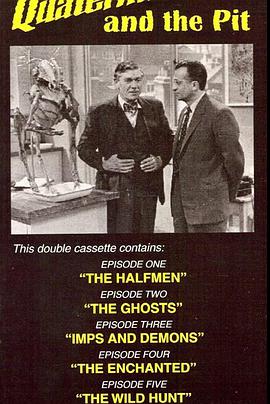 and the Pit
This double cassette contains:
EPISODE ONE
"THE HALFMEN"
EPISODE TWO
"THE GHOSTS"
EPISODE THREE
"IMPS AND DEMONS"
EPISODE FOUR
"THE ENCHANTED"
EPISODE FIVE
"THE WILD HUNT"